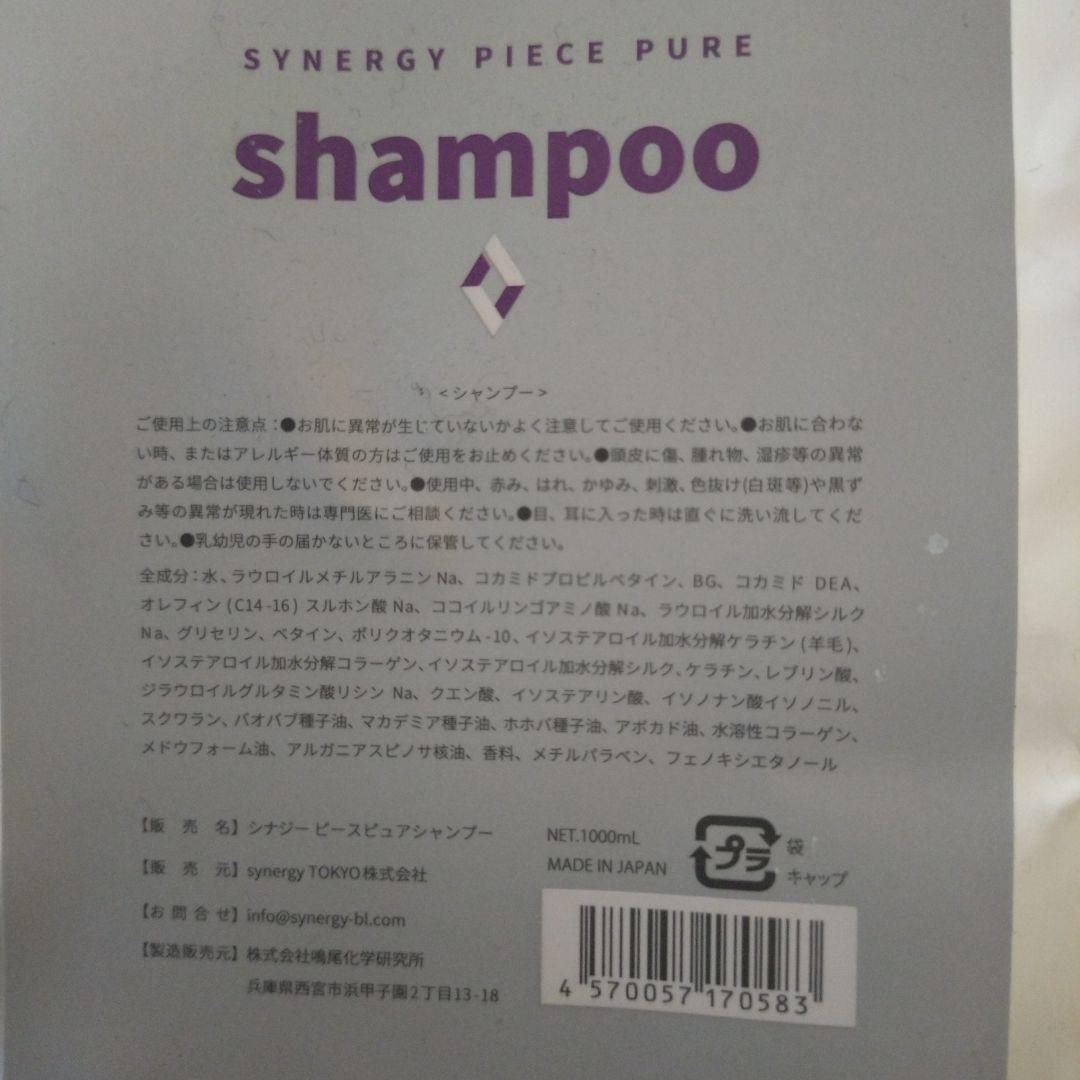 SYNERGY PIECE PURE
shampoo
<シャンプー>
ご使用上の注意点：●お肌に異常が生じていないかよく注意してご使用ください。●お肌に合わな
い時、またはアレルギー体質の方はご使用をお止めください。●頭皮に傷、腫れ物、湿疹等の異常
がある場合は使用しないでください。●使用中、赤み、はれ、かゆみ、刺激、色抜け(白斑等)や黒ず
み等の異常が現れた時は専門医にご相談ください。●目、耳に入った時は直ぐに洗い流してくだ
さい。●乳幼児の手の届かないところに保管してください。
全成分：水、ラウロイルメチルアラニンNa、コカミドプロピルベタイン、BG、コカミド DEA、
オレフィン(C14-16)スルホン酸Na、ココイルリンゴアミノ酸Na、ラウロイル加水分解シルク
Na、グリセリン、ベタイン、ポリクオタニウム-10、イソステアロイル加水分解ケラチン(羊毛)、
イソステアロイル加水分解コラーゲン、イソステアロイル加水分解シルク、ケラチン、レブリン酸、
ジラウロイルグルタミン酸リシン Na、クエン酸、イソステアリン酸、イソノナン酸イソノニル、
スクワラン、バオバブ種子油、マカデミア種子油、ホホバ種子油、アボカド油、水溶性コラーゲン、
メドウフォーム油、アルガニアスピノサ核油、香料、メチルパラベン、フェノキシエタノール
【販 売 名】シナジー ピースピュアシャンプー
【販 売 元】synergy TOKYO株式会社
【お問合せ】info@synergy-bl.com
【製造販売元】株式会社鳴尾化学研究所
兵庫県西宮市浜甲子園2丁目13-18
NET.1000mL
MADE IN JAPAN
プラ
袋
キャップ
4 570057 170583